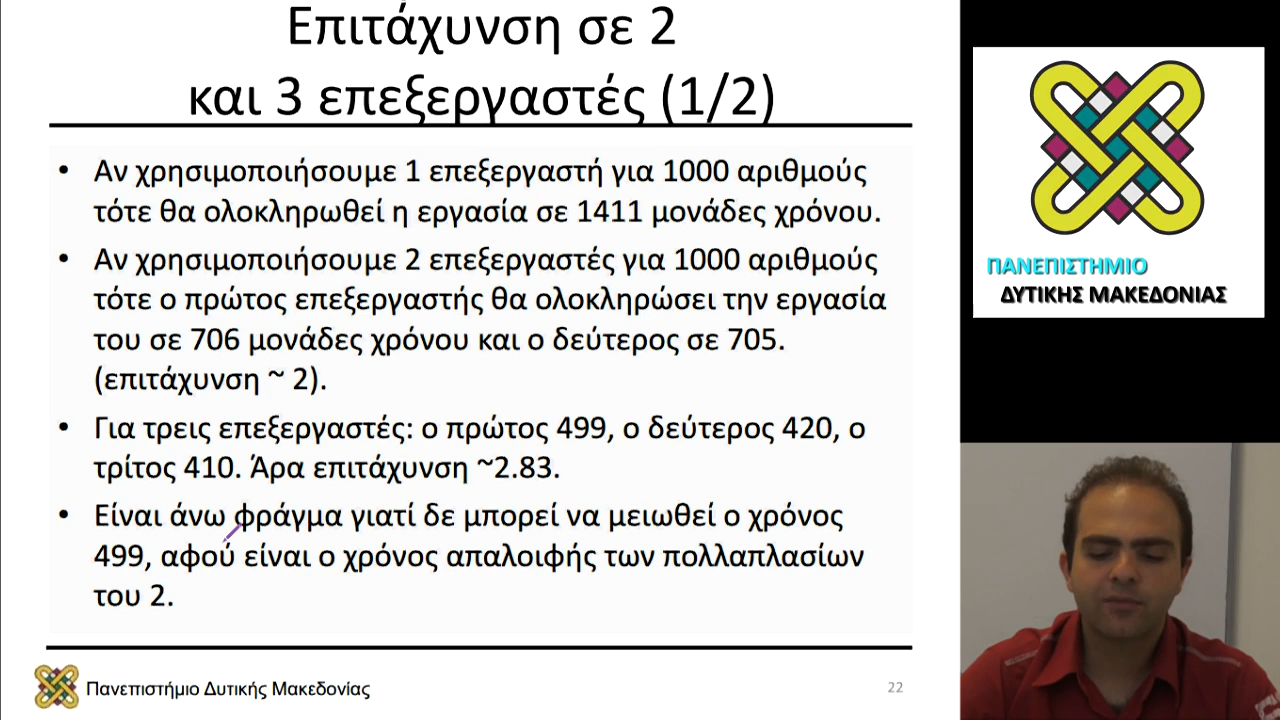 Επιτάχυνση σε 2
και 3 επεξεργαστές (1/2)
• Αν χρησιμοποιήσουμε 1 επεξεργαστή για 1000 αριθμούς
τότε θα ολοκληρωθεί η εργασία σε 1411 μονάδες χρόνου.
• Αν χρησιμοποιήσουμε 2 επεξεργαστές για 1000 αριθμούς
τότε ο πρώτος επεξεργαστής θα ολοκληρώσει την εργασία
του σε 706 μονάδες χρόνου και ο δεύτερος σε 705.
(επιτάχυνση ~ 2).
• Για τρεις επεξεργαστές: ο πρώτος 499, ο δεύτερος 420, ο
τρίτος 410. Άρα επιτάχυνση ~2.83.
• Είναι άνω φράγμα γιατί δε μπορεί να μειωθεί ο χρόνος
499, αφού είναι ο χρόνος απαλοιφής των πολλαπλασίων
του 2.
Πανεπιστήμιο Δυτικής Μακεδονίας
22
ΠΑΝΕΠΙΣΤΗΜΙΟ
ΔΥΤΙΚΗΣ ΜΑΚΕΔΟΝΙΑΣ